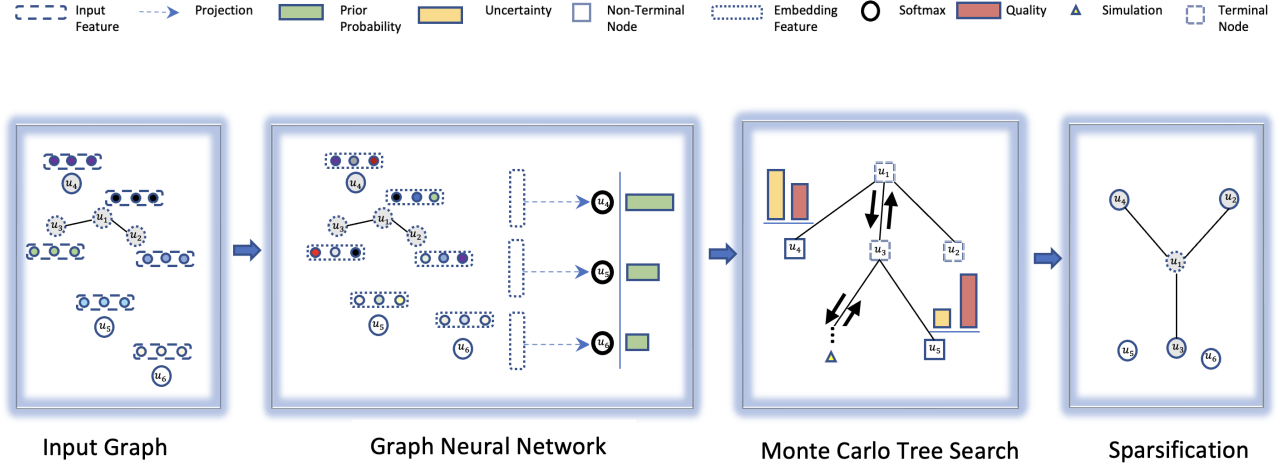 Input
Feature
Projection
Prior
Probability
Uncertainty
Non-Terminal
Node
Embedding
Feature
Softmax
Quality
Simulation
Terminal
Node
u4
u1
u3
u2
u5
u6
u4
u1
u3
u2
u5
u6
u4
u5
u6
u1
u4
u3
u2
u5
u4
u2
u1
u5
u3
u6
Input Graph
Graph Neural Network
Monte Carlo Tree Search
Sparsification